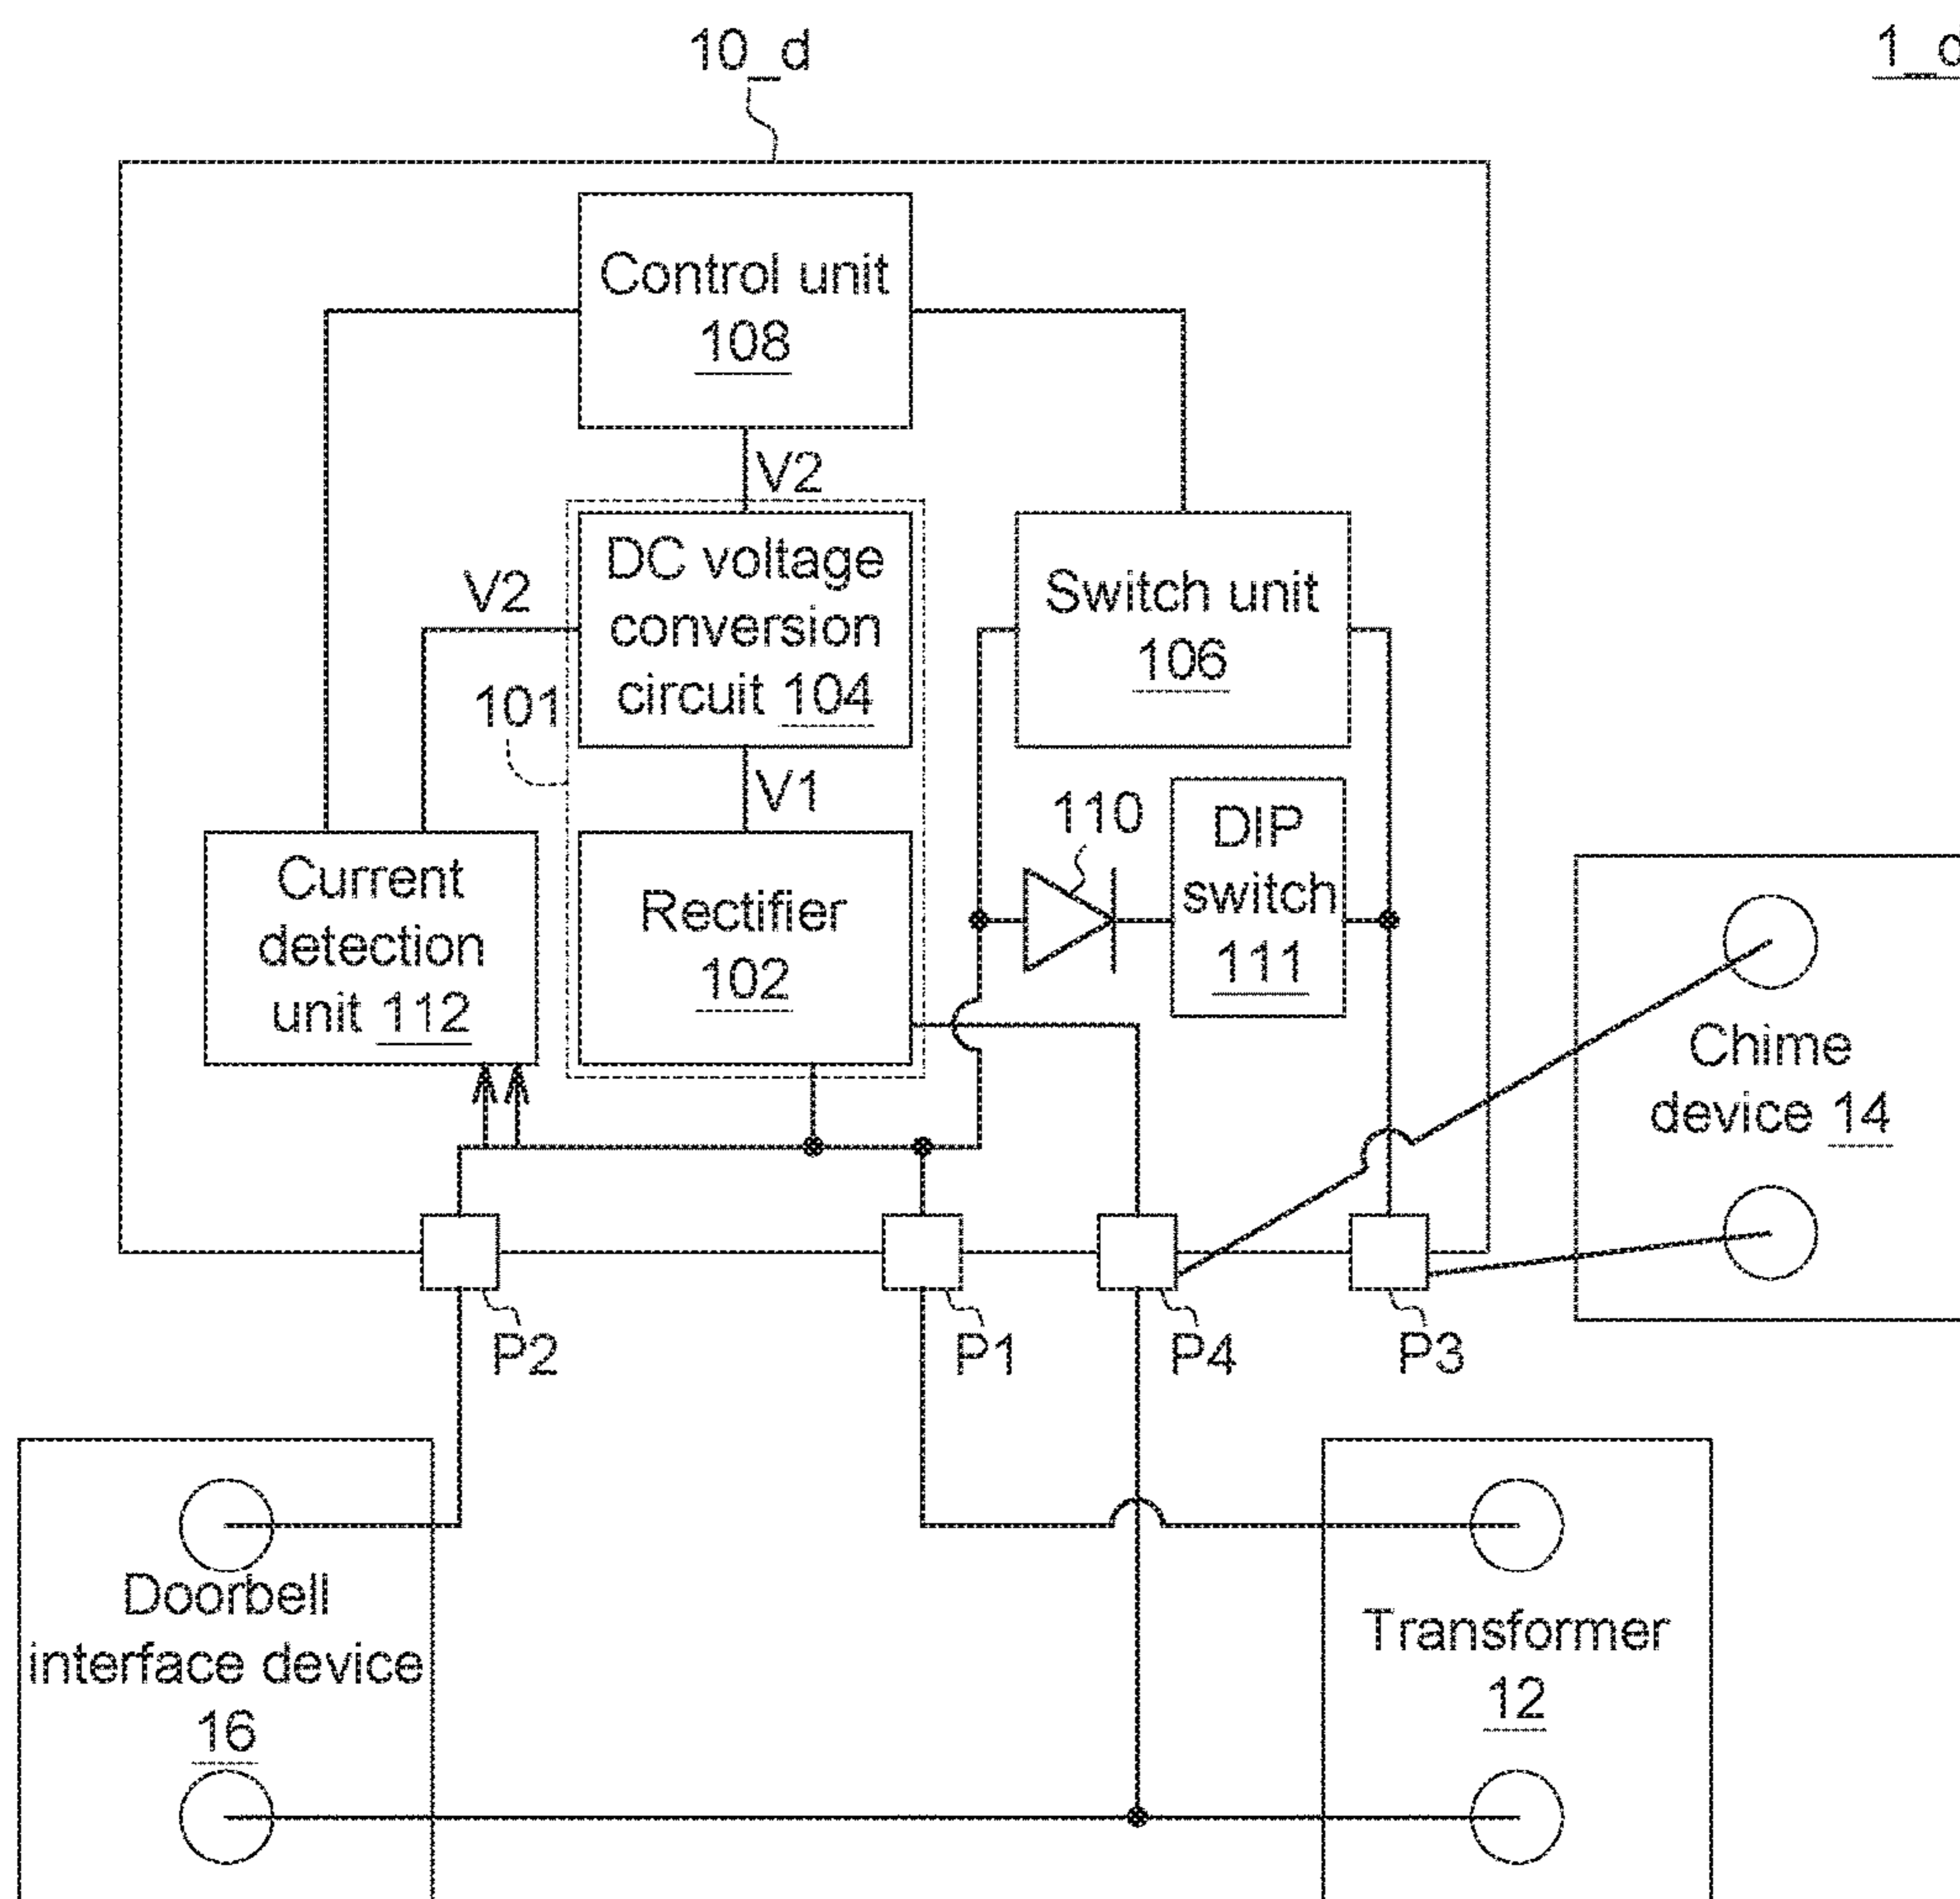 10_d
1_d
Control unit
108
V2
DC voltage
conversion
circuit 104
V2
101
Switch unit
106
V1
110
DIP
switch
111
Current
detection
unit 112
Rectifier
102
Chime
device 14
P2
P1
P4
P3
Doorbell
interface device
16
Transformer
12